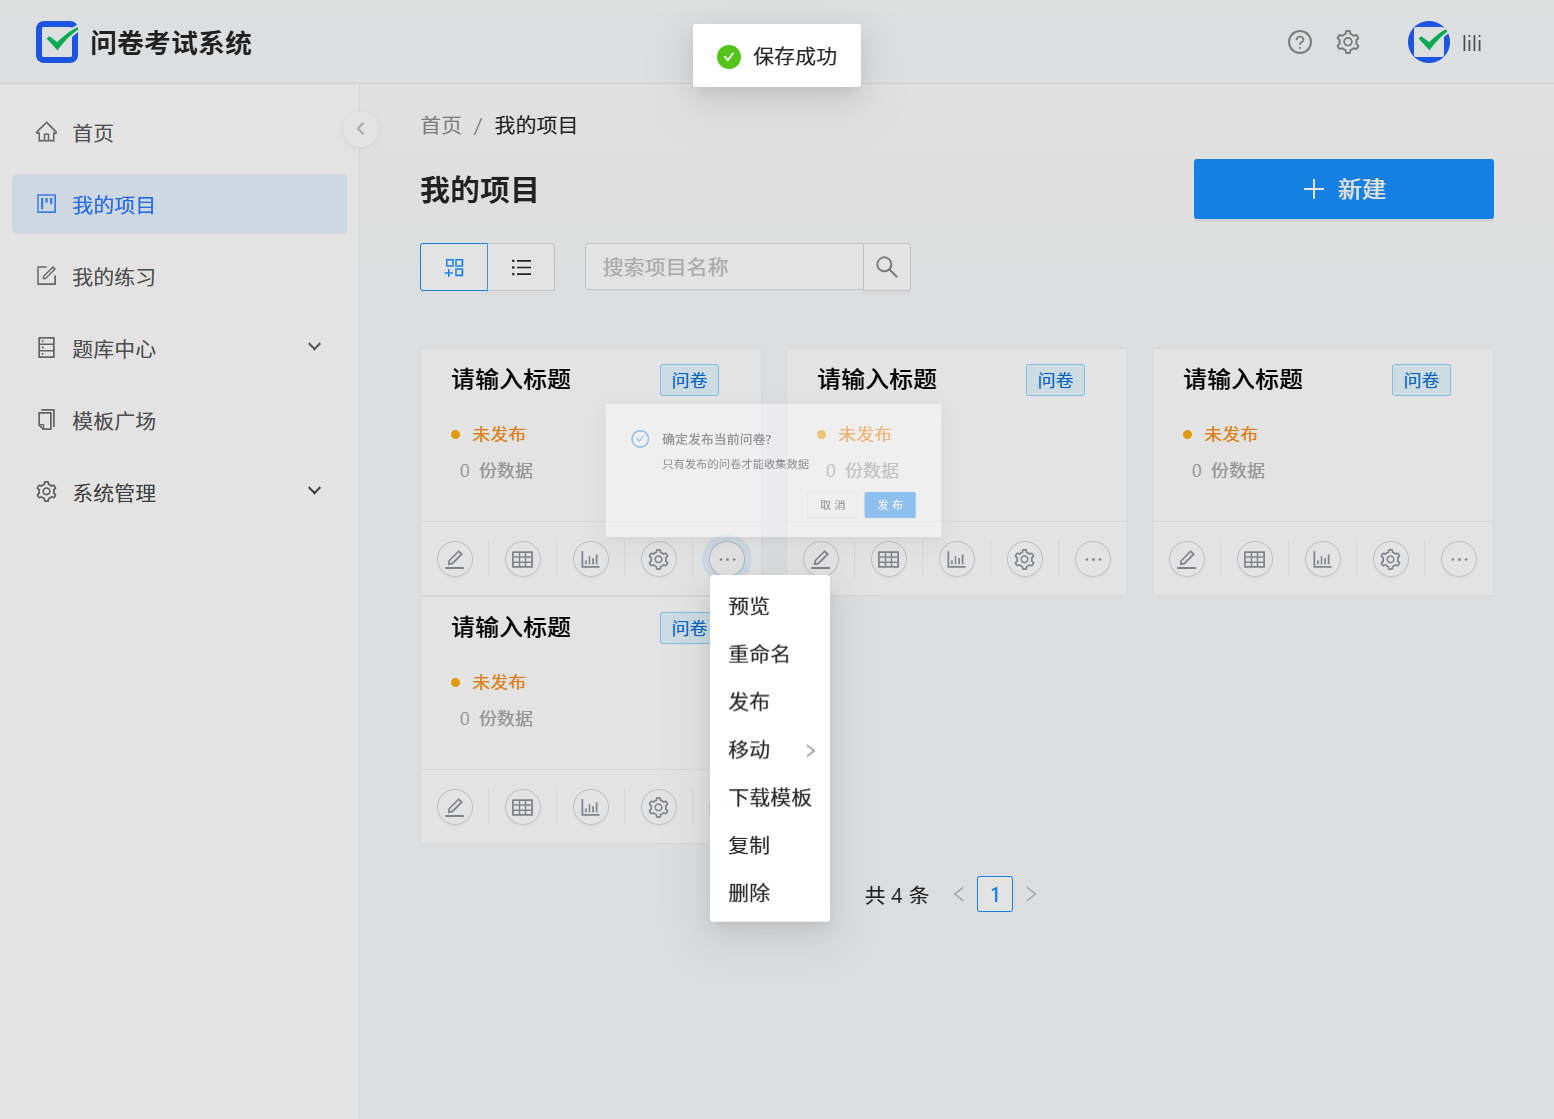 问卷考试系统
保存成功
lili
首页
我的项目
我的练习
题库中心
模板广场
系统管理
首页 / 我的项目
我的项目
新建
搜索项目名称
请输入标题
问卷
未发布
0 份数据
请输入标题
问卷
未发布
0 份数据
请输入标题
问卷
未发布
0 份数据
确定发布当前问卷?
只有发布的问卷才能收集数据
取 消
发 布
请输入标题
问卷
未发布
0 份数据
预览
重命名
发布
移动
下载模板
复制
删除
共 4 条
1